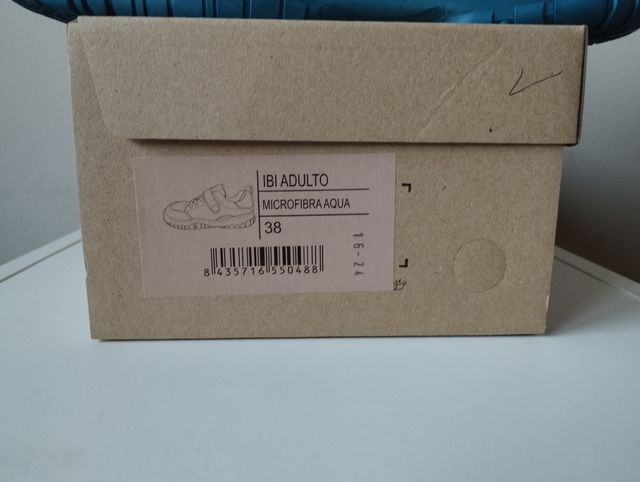 IBI ADULTO
MICROFIBRA AQUA
38
8 435716 550488
16-24